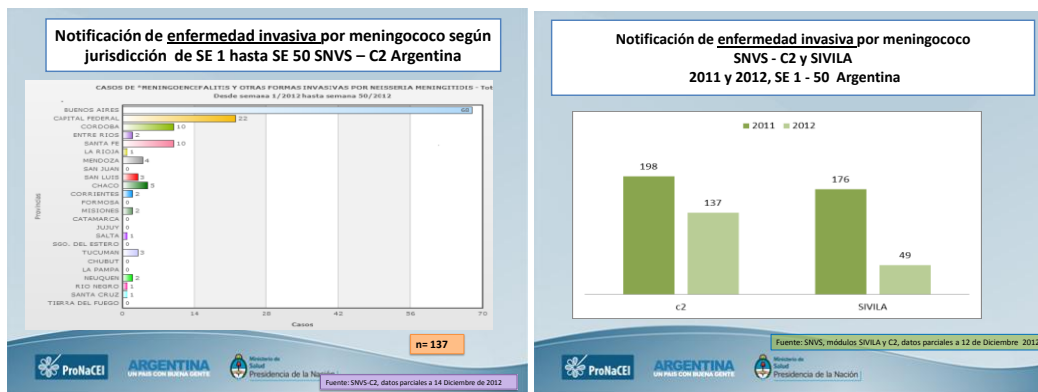 Notificación de enfermedad invasiva por meningococo según
jurisdicción de SE 1 hasta SE 50 SNVS – C2 Argentina
CASOS DE *MENINGOENCEFALITIS Y OTRAS FORMAS INVASIVAS POR NEISSERIA MENINGITIDIS - Tot
Desde semana 1/2012 hasta semana 50/2012
Provincias
BUENOS AIRES 68
CAPITAL FEDERAL 22
CORDOBA 10
ENTRE RIOS 2
SANTA FE 10
LA RIOJA 1
MENDOZA 4
SAN JUAN 0
SAN LUIS 3
CHACO 5
CORRIENTES 2
FORMOSA 0
MISIONES 2
CATAMARCA 0
JUJUY 0
SALTA 1
SGO. DEL ESTERO 0
TUCUMAN 3
CHUBUT 0
LA PAMPA 0
NEUQUEN 2
RIO NEGRO 1
SANTA CRUZ 1
TIERRA DEL FUEGO 0
0 14 28 42 56 70
Casos
n= 137
ProNaCEI
ARGENTINA
UN PAIS CON BUENA GENTE
Ministerio de
Salud
Presidencia de la Nación
Fuente: SNVS-C2, datos parciales a 14 Diciembre de 2012
Notificación de enfermedad invasiva por meningococo
SNVS - C2 y SIVILA
2011 y 2012, SE 1 - 50 Argentina
2011 2012
198
137
176
49
c2 SIVILA
Fuente: SNVS, módulos SIVILA y C2, datos parciales a 12 de Diciembre 2012
ProNaCEI
ARGENTINA
UN PAIS CON BUENA GENTE
Ministerio de
Salud
Presidencia de la Nación